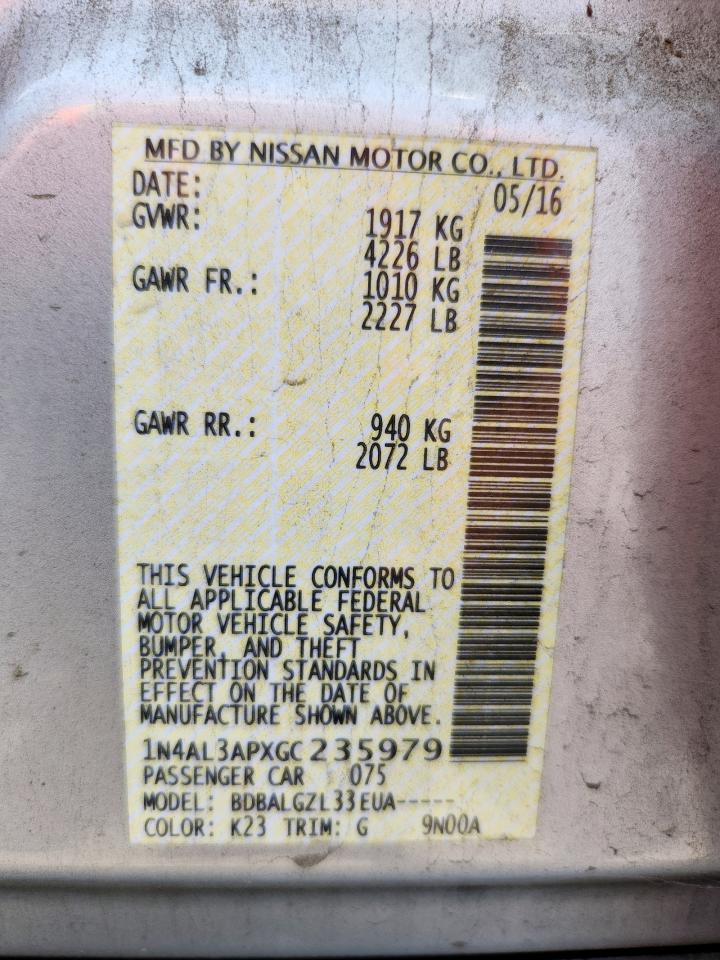 MFD BY NISSAN MOTOR CO., LTD.
DATE: 05/16
GVWR: 1917 KG
4226 LB
GAWR FR.: 1010 KG
2227 LB
GAWR RR.: 940 KG
2072 LB
THIS VEHICLE CONFORMS TO
ALL APPLICABLE FEDERAL
MOTOR VEHICLE SAFETY,
BUMPER, AND THEFT
PREVENTION STANDARDS IN
EFFECT ON THE DATE OF
MANUFACTURE SHOWN ABOVE.
1N4AL3APXGC 235979
PASSENGER CAR 075
MODEL: BDBALGZL33EUA-----
COLOR: K23 TRIM: G 9N00A